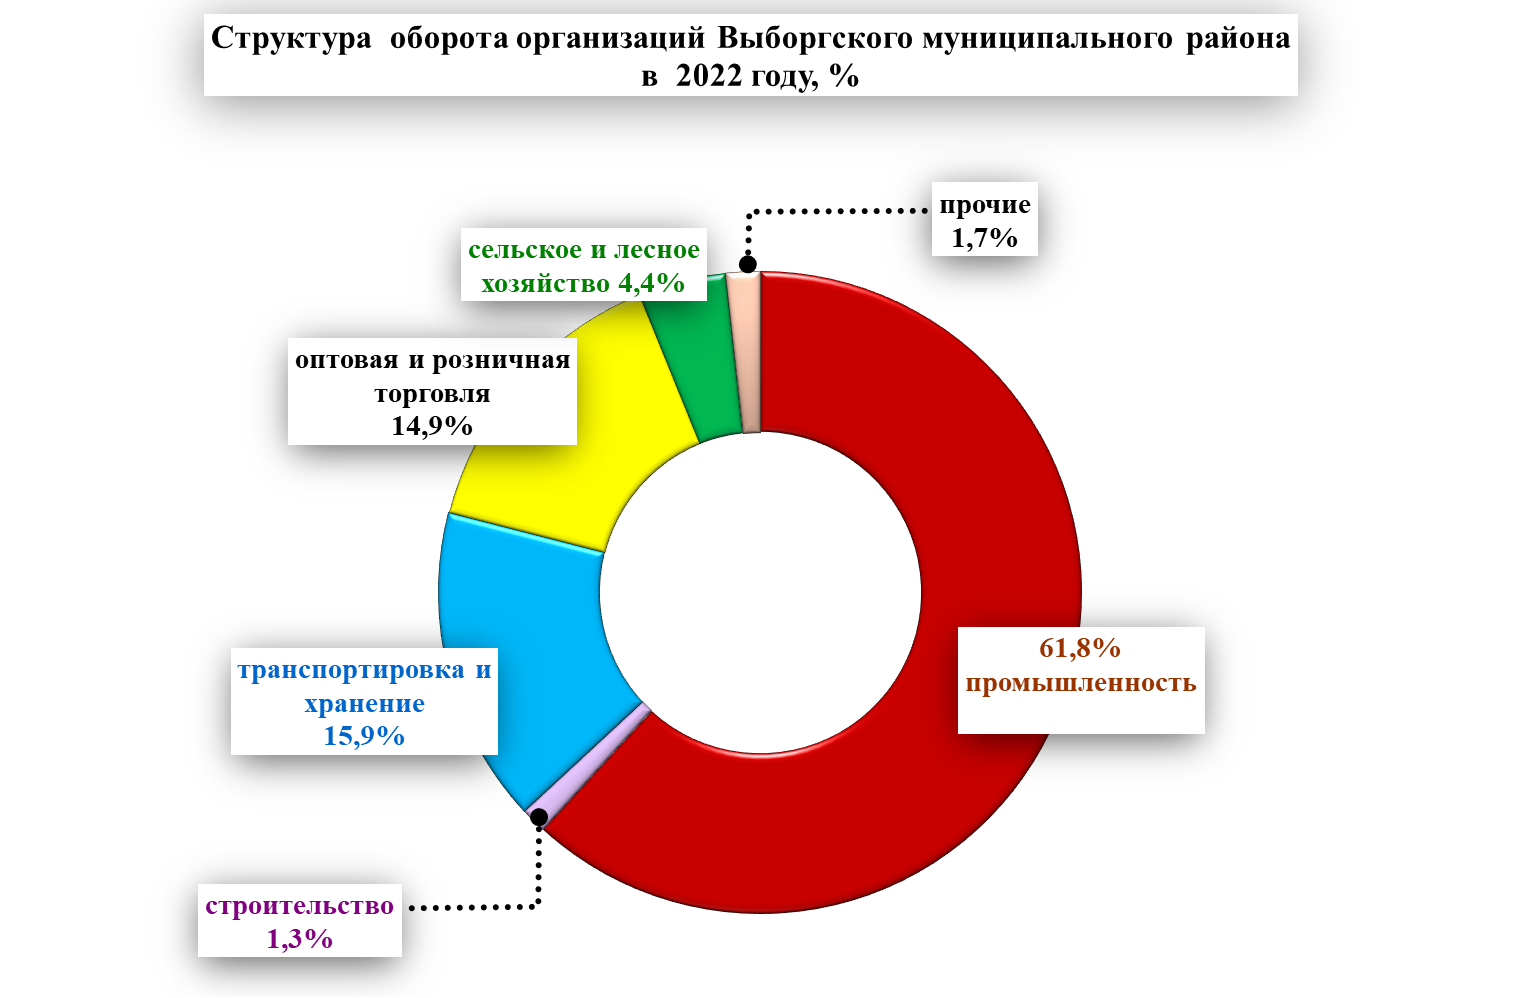 Структура оборота организаций Выборгского муниципального района
в 2022 году, %
прочие
1,7%
сельское и лесное
хозяйство 4,4%
оптовая и розничная
торговля
14,9%
61,8%
промышленность
транспортировка и
хранение
15,9%
строительство
1,3%